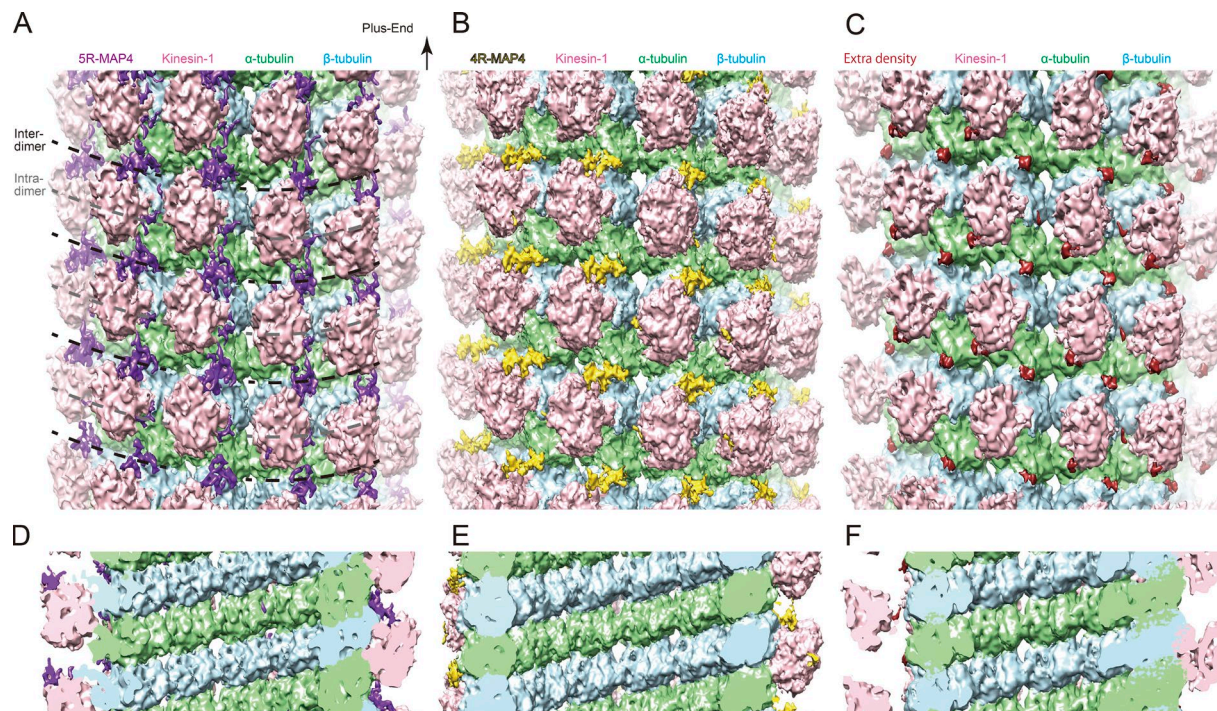 A
Plus-End
5R-MAP4 Kinesin-1 α-tubulin β-tubulin
Inter-
dimer
Intra-
dimer
B
4R-MAP4 Kinesin-1 α-tubulin β-tubulin
C
Extra density Kinesin-1 α-tubulin β-tubulin
D
E
F